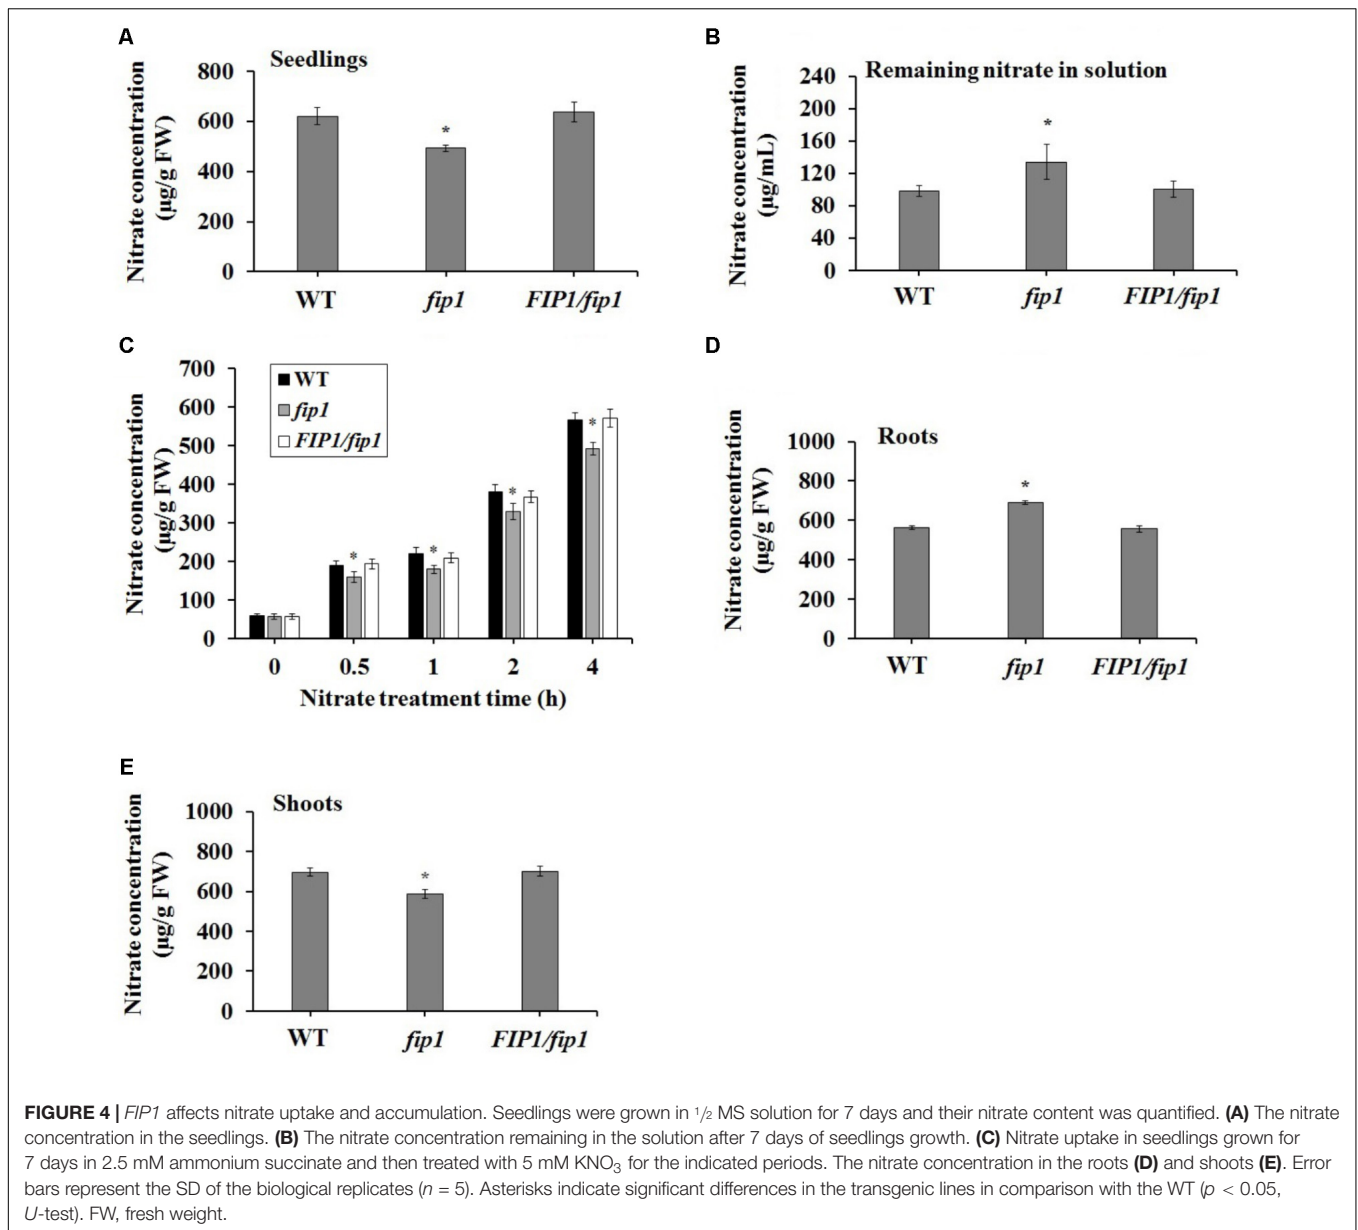 A
Seedlings
Nitrate concentration
(µg/g FW)
800
600
400
200
0
WT
fip1
FIP1/fip1
B
Remaining nitrate in solution
Nitrate concentration
(µg/mL)
240
200
160
120
80
40
0
*
*
WT
fip1
FIP1/fip1
C
Nitrate concentration
(µg/g FW)
700
600
500
400
300
200
100
0
WT
fip1
FIP1/fip1
*
*
*
*
0
0.5
1
2
4
Nitrate treatment time (h)
D
Roots
Nitrate concentration
(µg/g FW)
1000
800
600
400
200
0
*
WT
fip1
FIP1/fip1
E
Shoots
Nitrate concentration
(µg/g FW)
1000
800
600
400
200
0
*
WT
fip1
FIP1/fip1
FIGURE 4 | FIP1 affects nitrate uptake and accumulation. Seedlings were grown in 1/2 MS solution for 7 days and their nitrate content was quantified. (A) The nitrate
concentration in the seedlings. (B) The nitrate concentration remaining in the solution after 7 days of seedlings growth. (C) Nitrate uptake in seedlings grown for
7 days in 2.5 mM ammonium succinate and then treated with 5 mM KNO3 for the indicated periods. The nitrate concentration in the roots (D) and shoots (E). Error
bars represent the SD of the biological replicates (n = 5). Asterisks indicate significant differences in the transgenic lines in comparison with the WT (p < 0.05,
U-test). FW, fresh weight.